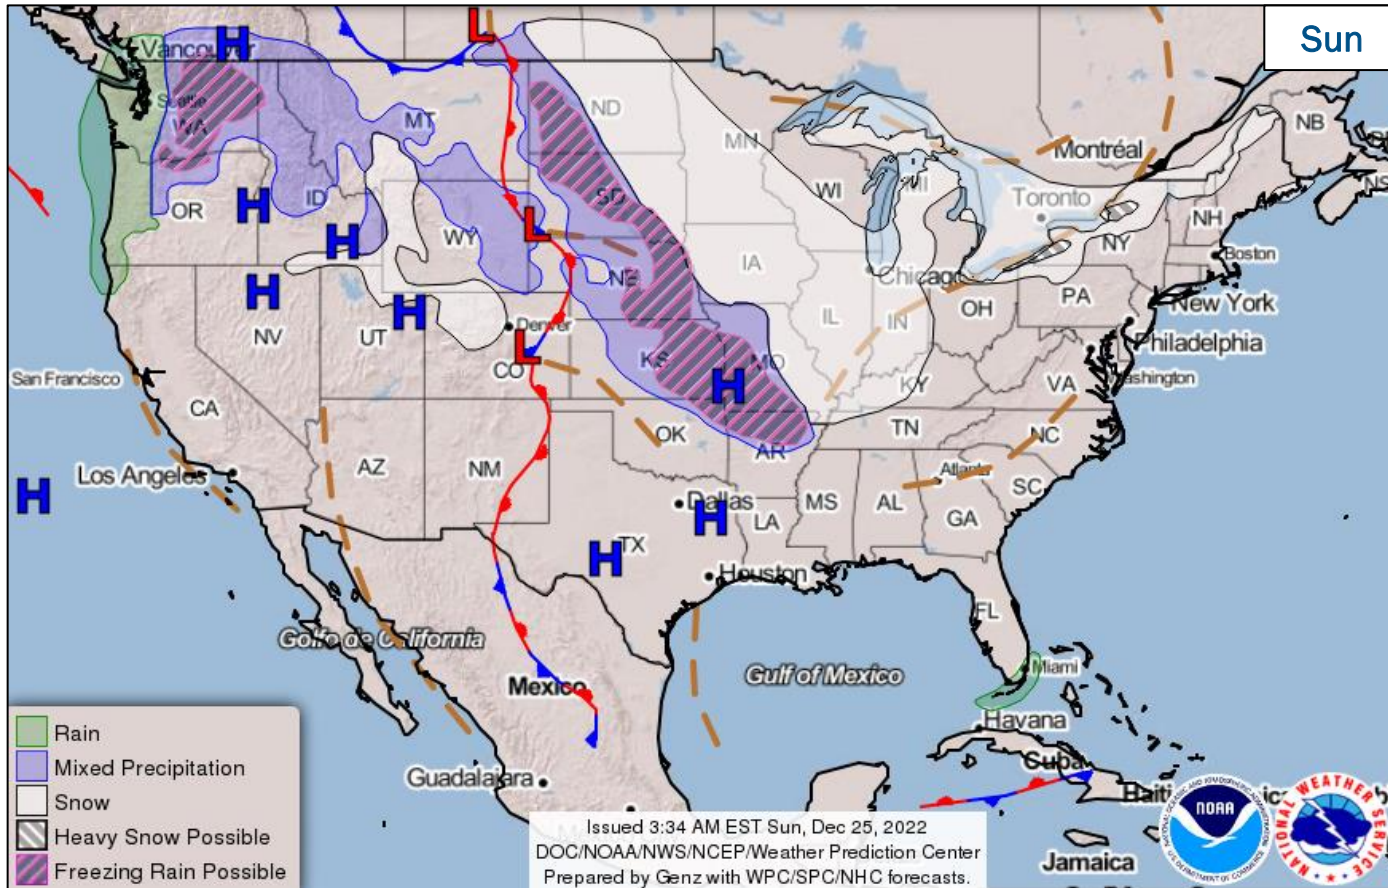 Sun
Vancouver
H
L
Seattle
WA
MT
ND
MN
Montréal
NB
NS
OR
H
ID
H
WY
L
SD
WI
MI
Toronto
NH
NY
Boston
H
NV
UT
H
Denver
NE
IA
Chicago
IL
IN
OH
PA
New York
Philadelphia
Washington
San Francisco
CA
L
CO
KS
MO
H
KY
VA
Los Angeles
AZ
NM
OK
AR
TN
NC
Atlanta
SC
H
Dallas
H
LA
MS
AL
GA
H
TX
Houston
FL
Golfo de California
Gulf of Mexico
Miami
Mexico
Havana
Cuba
Guadalajara
Haiti
Jamaica
Rain
Mixed Precipitation
Snow
Heavy Snow Possible
Freezing Rain Possible
Issued 3:34 AM EST Sun, Dec 25, 2022
DOC/NOAA/NWS/NCEP/Weather Prediction Center
Prepared by Genz with WPC/SPC/NHC forecasts.
NOAA
NATIONAL WEATHER SERVICE